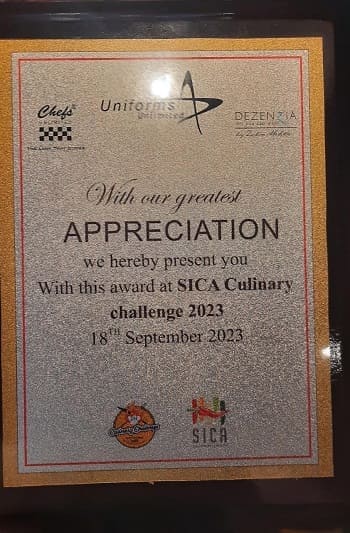 Chefs
UNLIMITED
Uniforms
Unlimited
DEZENZIA
With our greatest
APPRECIATION
we hereby present you
With this award at SICA Culinary
challenge 2023
18TH September 2023
SICA